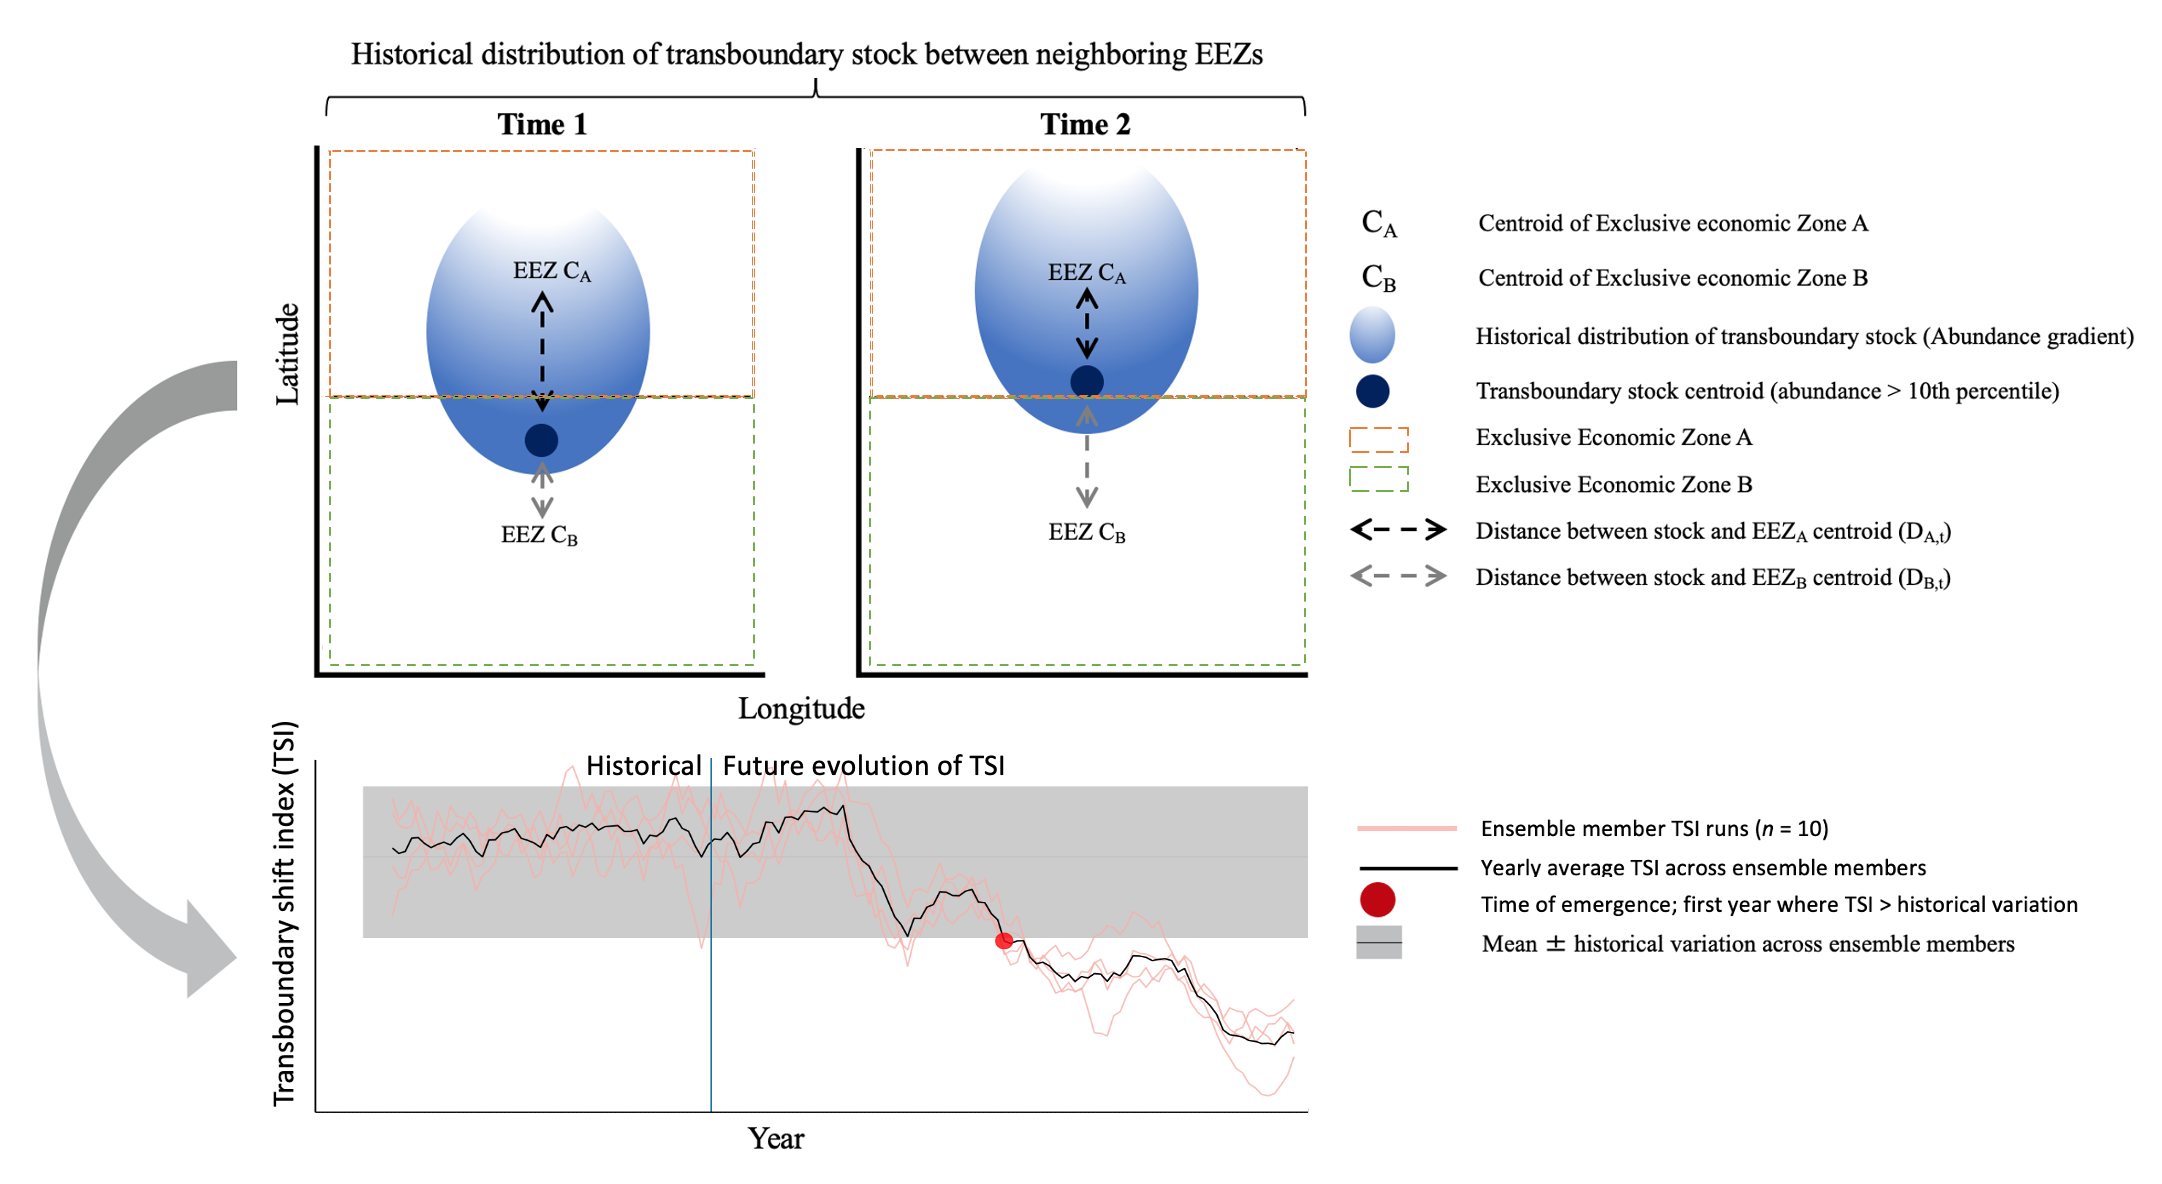 Historical distribution of transboundary stock between neighboring EEZs
Time 1
Time 2
Latitude
EEZ CA
EEZ CB
EEZ CA
EEZ CB
Longitude
CA Centroid of Exclusive economic Zone A
CB Centroid of Exclusive economic Zone B
Historical distribution of transboundary stock (Abundance gradient)
Transboundary stock centroid (abundance > 10th percentile)
Exclusive Economic Zone A
Exclusive Economic Zone B
Distance between stock and EEZA centroid (DA,t)
Distance between stock and EEZB centroid (DB,t)
Transboundary shift index (TSI)
Historical
Future evolution of TSI
Year
Ensemble member TSI runs (n = 10)
Yearly average TSI across ensemble members
Time of emergence; first year where TSI > historical variation
Mean ± historical variation across ensemble members